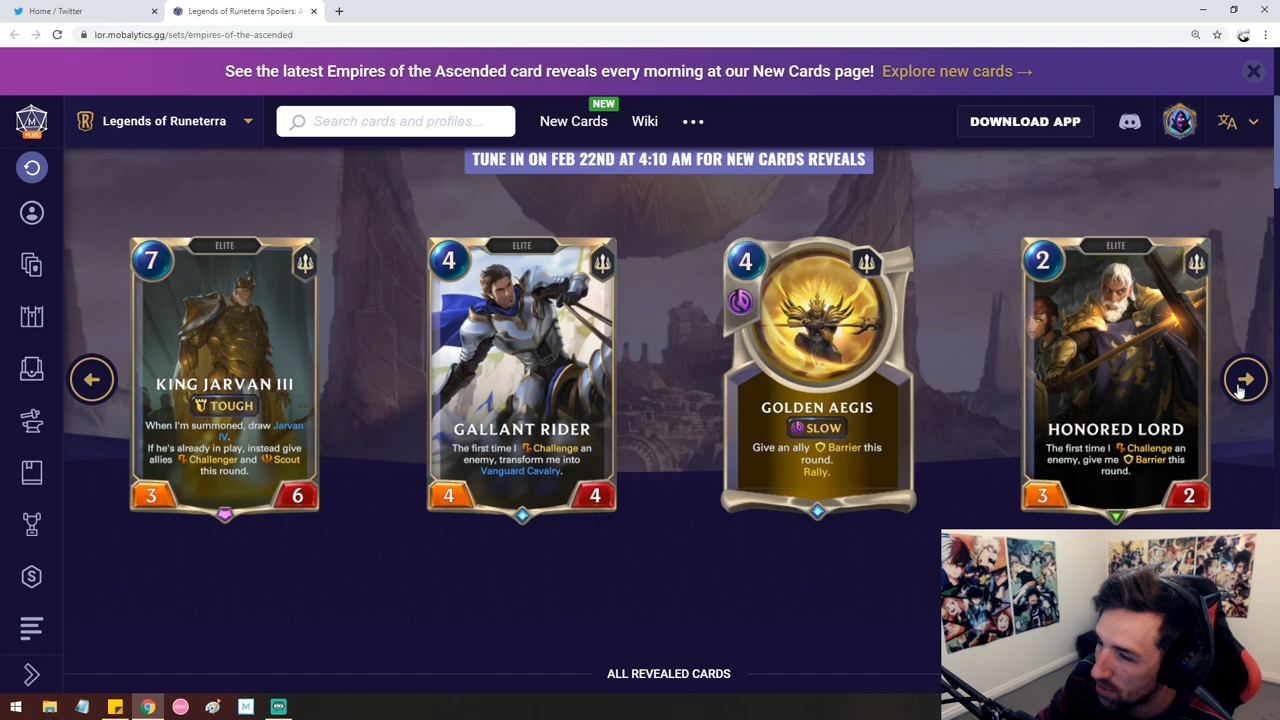 Home / Twitter
Legends of Runeterra Spoilers: A
lor.mobalytics.gg/sets/empires-of-the-ascended
See the latest Empires of the Ascended card reveals every morning at our New Cards page! Explore new cards →
M
PLUS
Legends of Runeterra
Search cards and profiles...
NEW
New Cards
Wiki
DOWNLOAD APP
TUNE IN ON FEB 22ND AT 4:10 AM FOR NEW CARDS REVEALS
7
ELITE
KING JARVAN III
TOUGH
When I'm summoned, draw Jarvan
IV.
If he's already in play, instead give
allies Challenger and Scout
this round.
3
6
4
ELITE
GALLANT RIDER
The first time I Challenge an
enemy, transform me into
Vanguard Cavalry.
4
4
4
GOLDEN AEGIS
SLOW
Give an ally Barrier this
round.
Rally.
2
ELITE
HONORED LORD
The first time I Challenge an
enemy, give me Barrier this
round.
3
2
ALL REVEALED CARDS